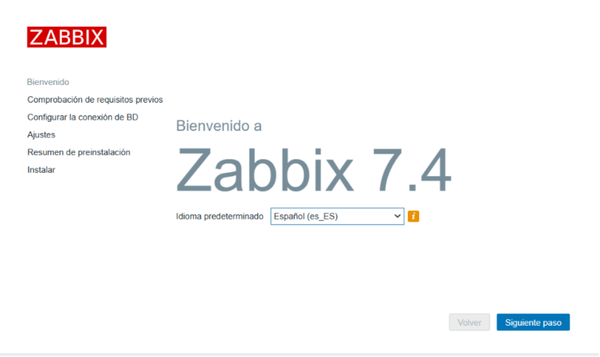 ZABBIX
Bienvenido
Comprobación de requisitos previos
Configurar la conexión de BD
Ajustes
Resumen de preinstalación
Instalar
Bienvenido a
Zabbix 7.4
Idioma predeterminado Español (es_ES) i
Volver Siguiente paso